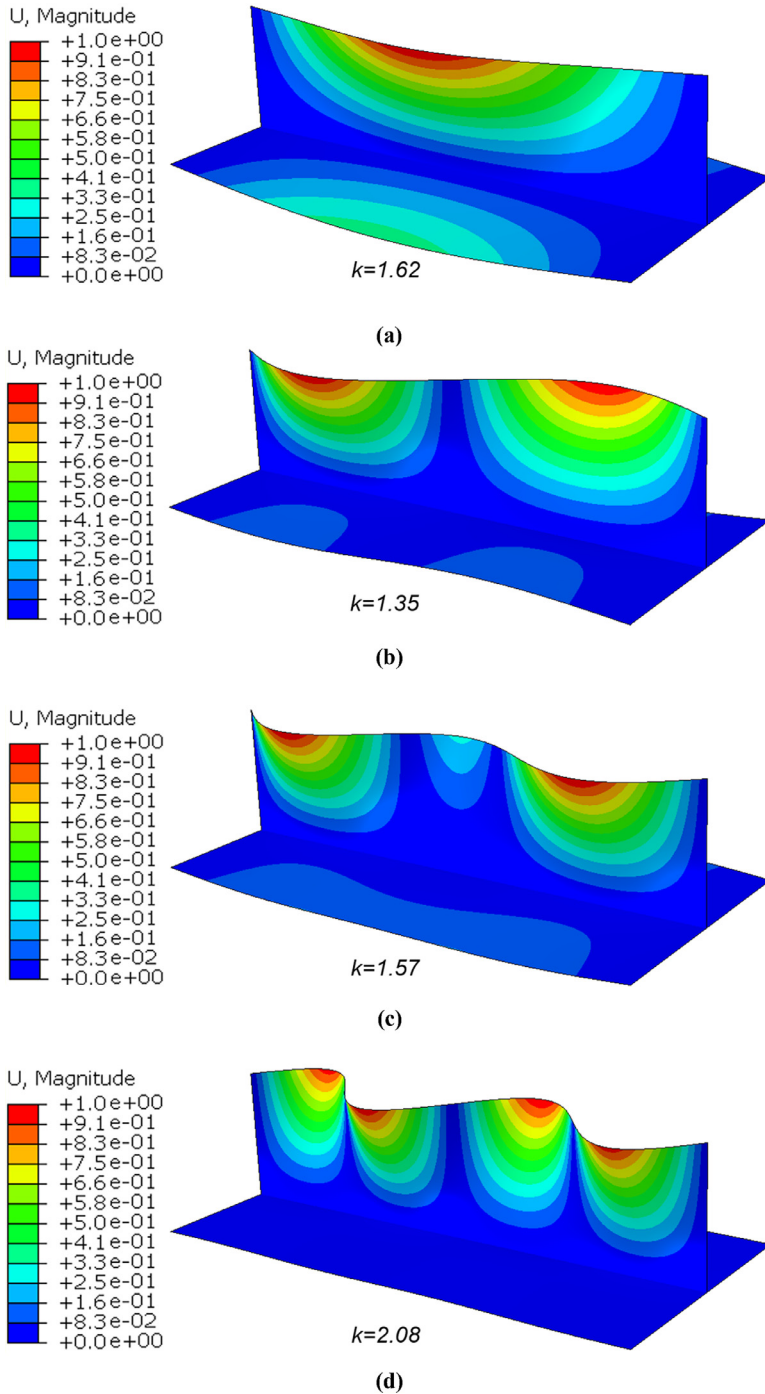 U, Magnitude
+1.0e+00
+9.1e-01
+8.3e-01
+7.5e-01
+6.6e-01
+5.8e-01
+5.0e-01
+4.1e-01
+3.3e-01
+2.5e-01
+1.6e-01
+8.3e-02
+0.0e+00
k=1.62
(a)
U, Magnitude
+1.0e+00
+9.1e-01
+8.3e-01
+7.5e-01
+6.6e-01
+5.8e-01
+5.0e-01
+4.1e-01
+3.3e-01
+2.5e-01
+1.6e-01
+8.3e-02
+0.0e+00
k=1.35
(b)
U, Magnitude
+1.0e+00
+9.1e-01
+8.3e-01
+7.5e-01
+6.6e-01
+5.8e-01
+5.0e-01
+4.1e-01
+3.3e-01
+2.5e-01
+1.6e-01
+8.3e-02
+0.0e+00
k=1.57
(c)
U, Magnitude
+1.0e+00
+9.1e-01
+8.3e-01
+7.5e-01
+6.6e-01
+5.8e-01
+5.0e-01
+4.1e-01
+3.3e-01
+2.5e-01
+1.6e-01
+8.3e-02
+0.0e+00
k=2.08
(d)